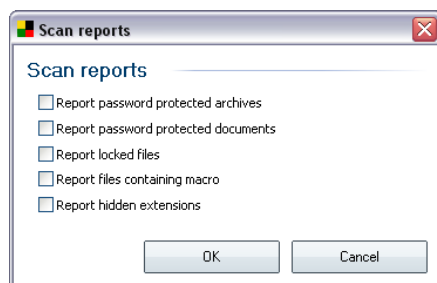 Scan reports
Scan reports
Report password protected archives
Report password protected documents
Report locked files
Report files containing macro
Report hidden extensions
OK
Cancel